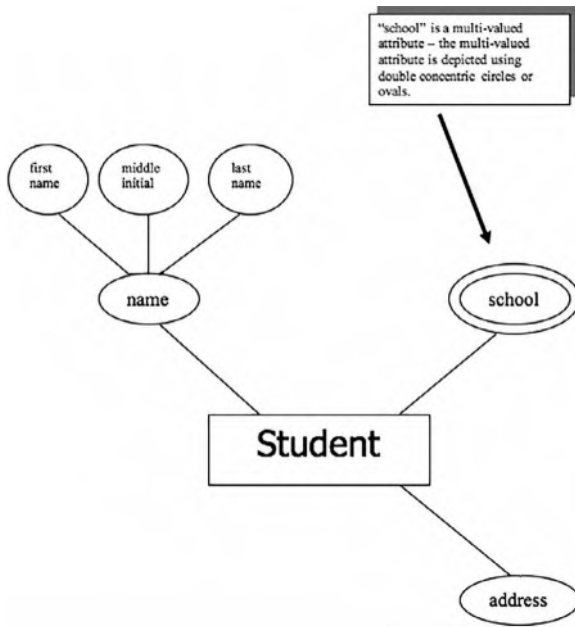 “school” is a multi-valued
attribute – the multi-valued
attribute is depicted using
double concentric circles or
ovals.
first
name
middle
initial
last
name
name
school
Student
address